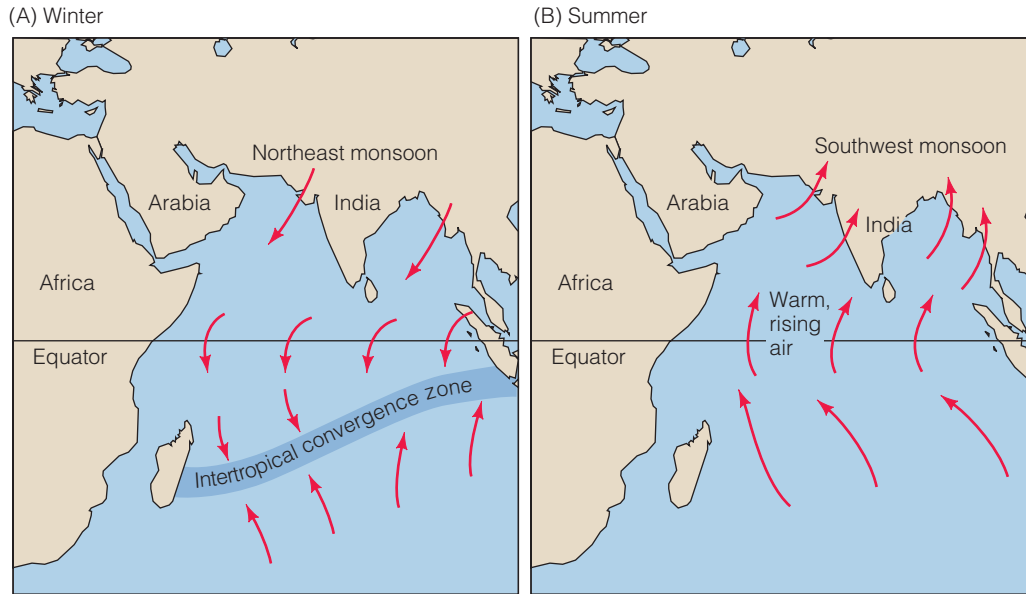 (A) Winter
Northeast monsoon
Arabia
India
Africa
Equator
Intertropical convergence zone
(B) Summer
Southwest monsoon
Arabia
India
Africa
Warm,
rising
air
Equator